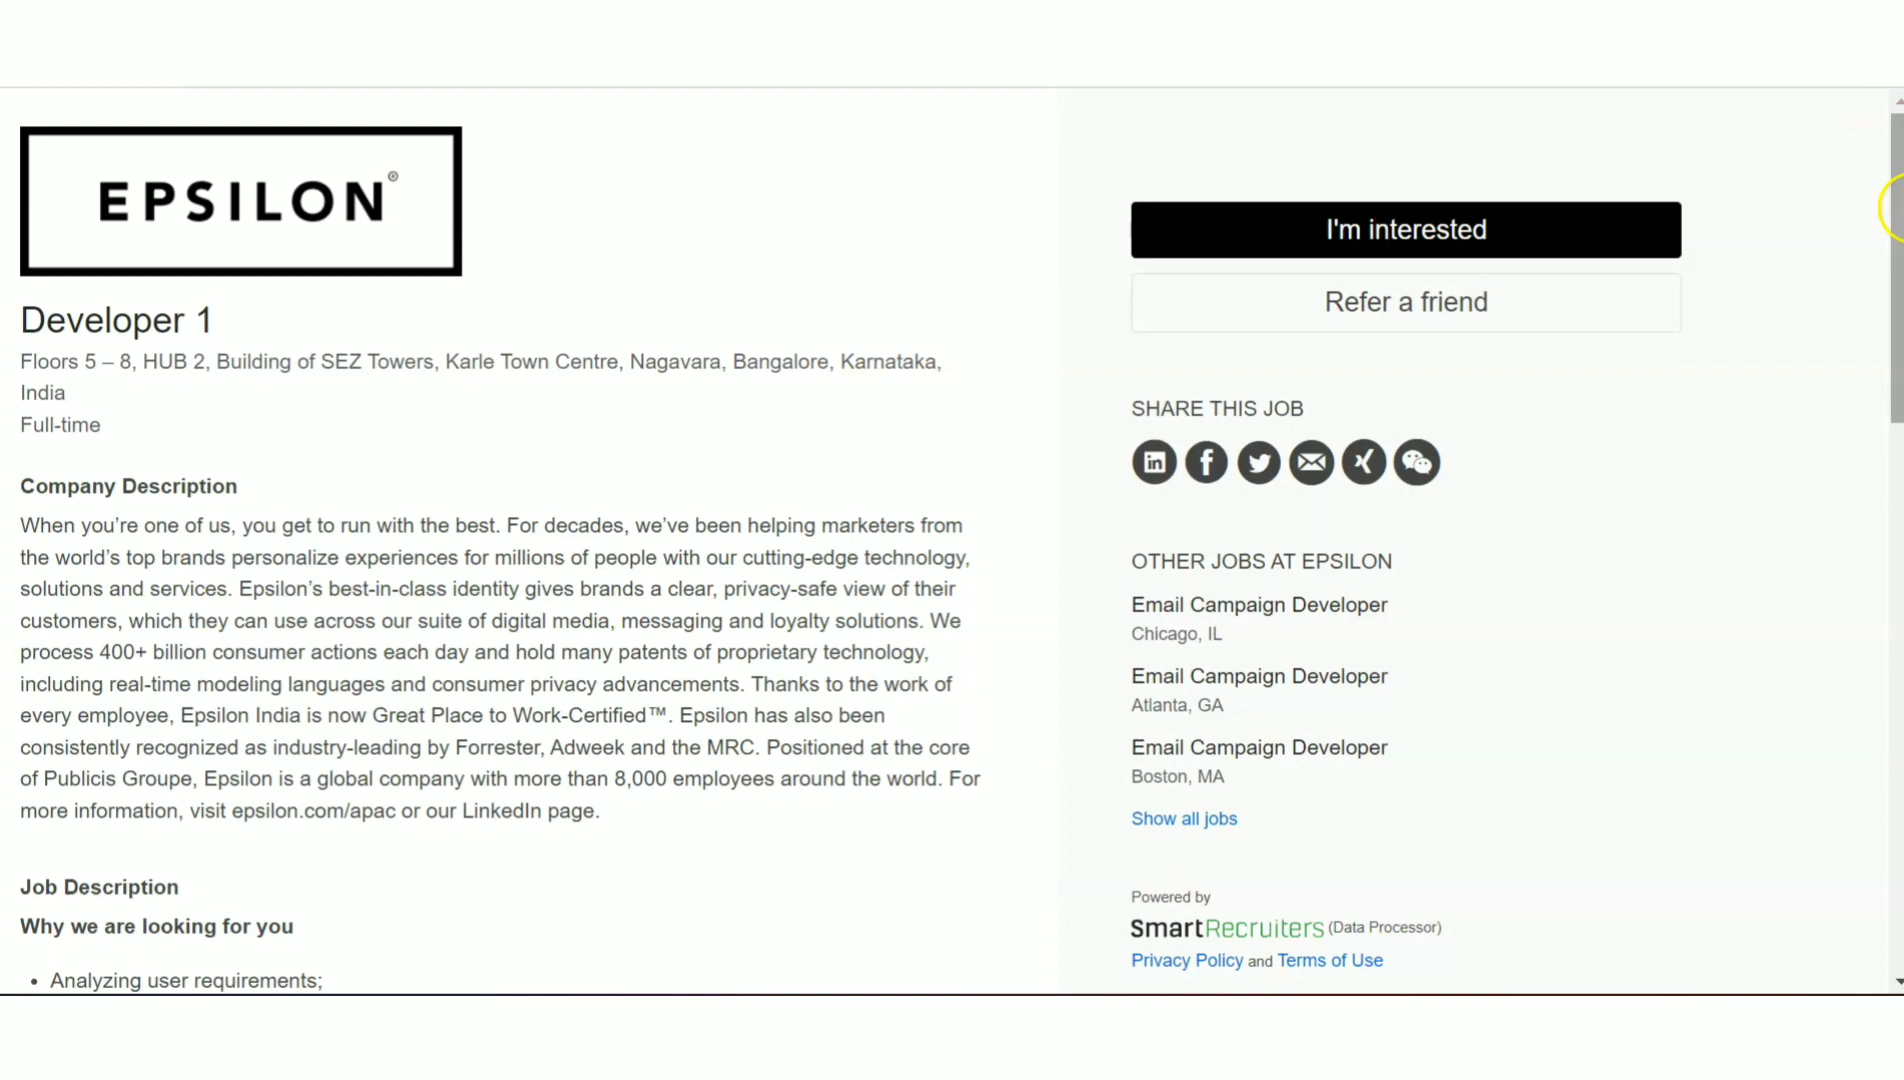 EPSILON®
Developer 1
Floors 5 – 8, HUB 2, Building of SEZ Towers, Karle Town Centre, Nagavara, Bangalore, Karnataka,
India
Full-time
Company Description
When you’re one of us, you get to run with the best. For decades, we’ve been helping marketers from
the world’s top brands personalize experiences for millions of people with our cutting-edge technology,
solutions and services. Epsilon’s best-in-class identity gives brands a clear, privacy-safe view of their
customers, which they can use across our suite of digital media, messaging and loyalty solutions. We
process 400+ billion consumer actions each day and hold many patents of proprietary technology,
including real-time modeling languages and consumer privacy advancements. Thanks to the work of
every employee, Epsilon India is now Great Place to Work-Certified™. Epsilon has also been
consistently recognized as industry-leading by Forrester, Adweek and the MRC. Positioned at the core
of Publicis Groupe, Epsilon is a global company with more than 8,000 employees around the world. For
more information, visit epsilon.com/apac or our LinkedIn page.
Job Description
Why we are looking for you
• Analyzing user requirements;
I'm interested
Refer a friend
SHARE THIS JOB
OTHER JOBS AT EPSILON
Email Campaign Developer
Chicago, IL
Email Campaign Developer
Atlanta, GA
Email Campaign Developer
Boston, MA
Show all jobs
Powered by
SmartRecruiters (Data Processor)
Privacy Policy and Terms of Use